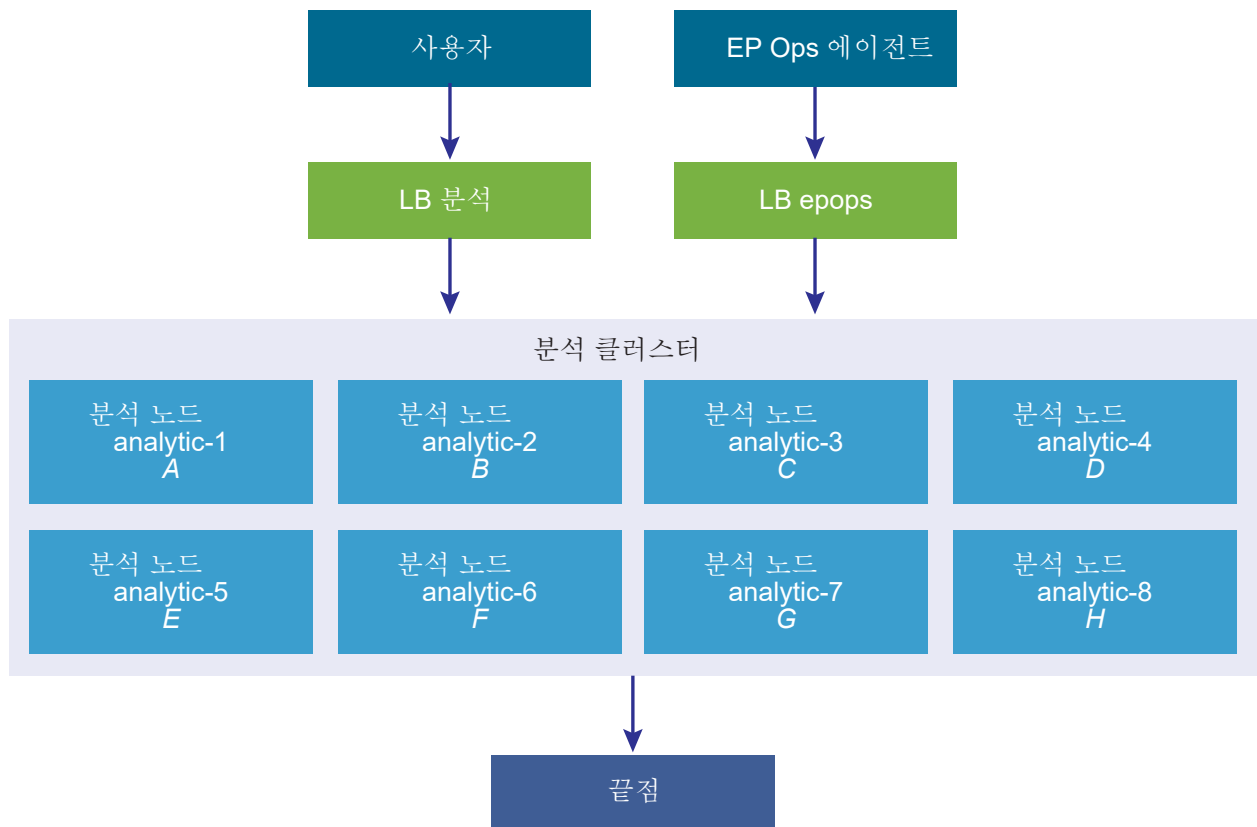 사용자
EP Ops 에이전트
LB 분석
LB epops
분석 클러스터
분석 노드
analytic-1
A
분석 노드
analytic-2
B
분석 노드
analytic-3
C
분석 노드
analytic-4
D
분석 노드
analytic-5
E
분석 노드
analytic-6
F
분석 노드
analytic-7
G
분석 노드
analytic-8
H
끝점